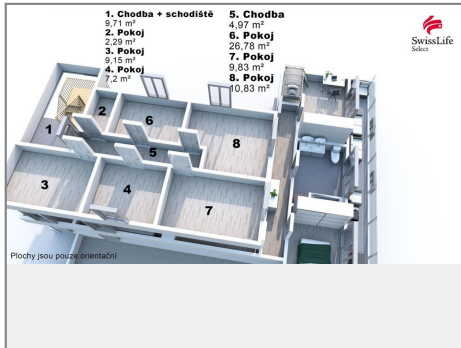 1. Chodba + schodiště
9,71 m²
2. Pokoj
2,29 m²
3. Pokoj
9,15 m²
4. Pokoj
7,2 m²
5. Chodba
4,97 m²
6. Pokoj
26,78 m²
7. Pokoj
9,83 m²
8. Pokoj
10,83 m²
SwissLife
Select
1
2
6
8
5
3
4
7
Plochy jsou pouze orientační